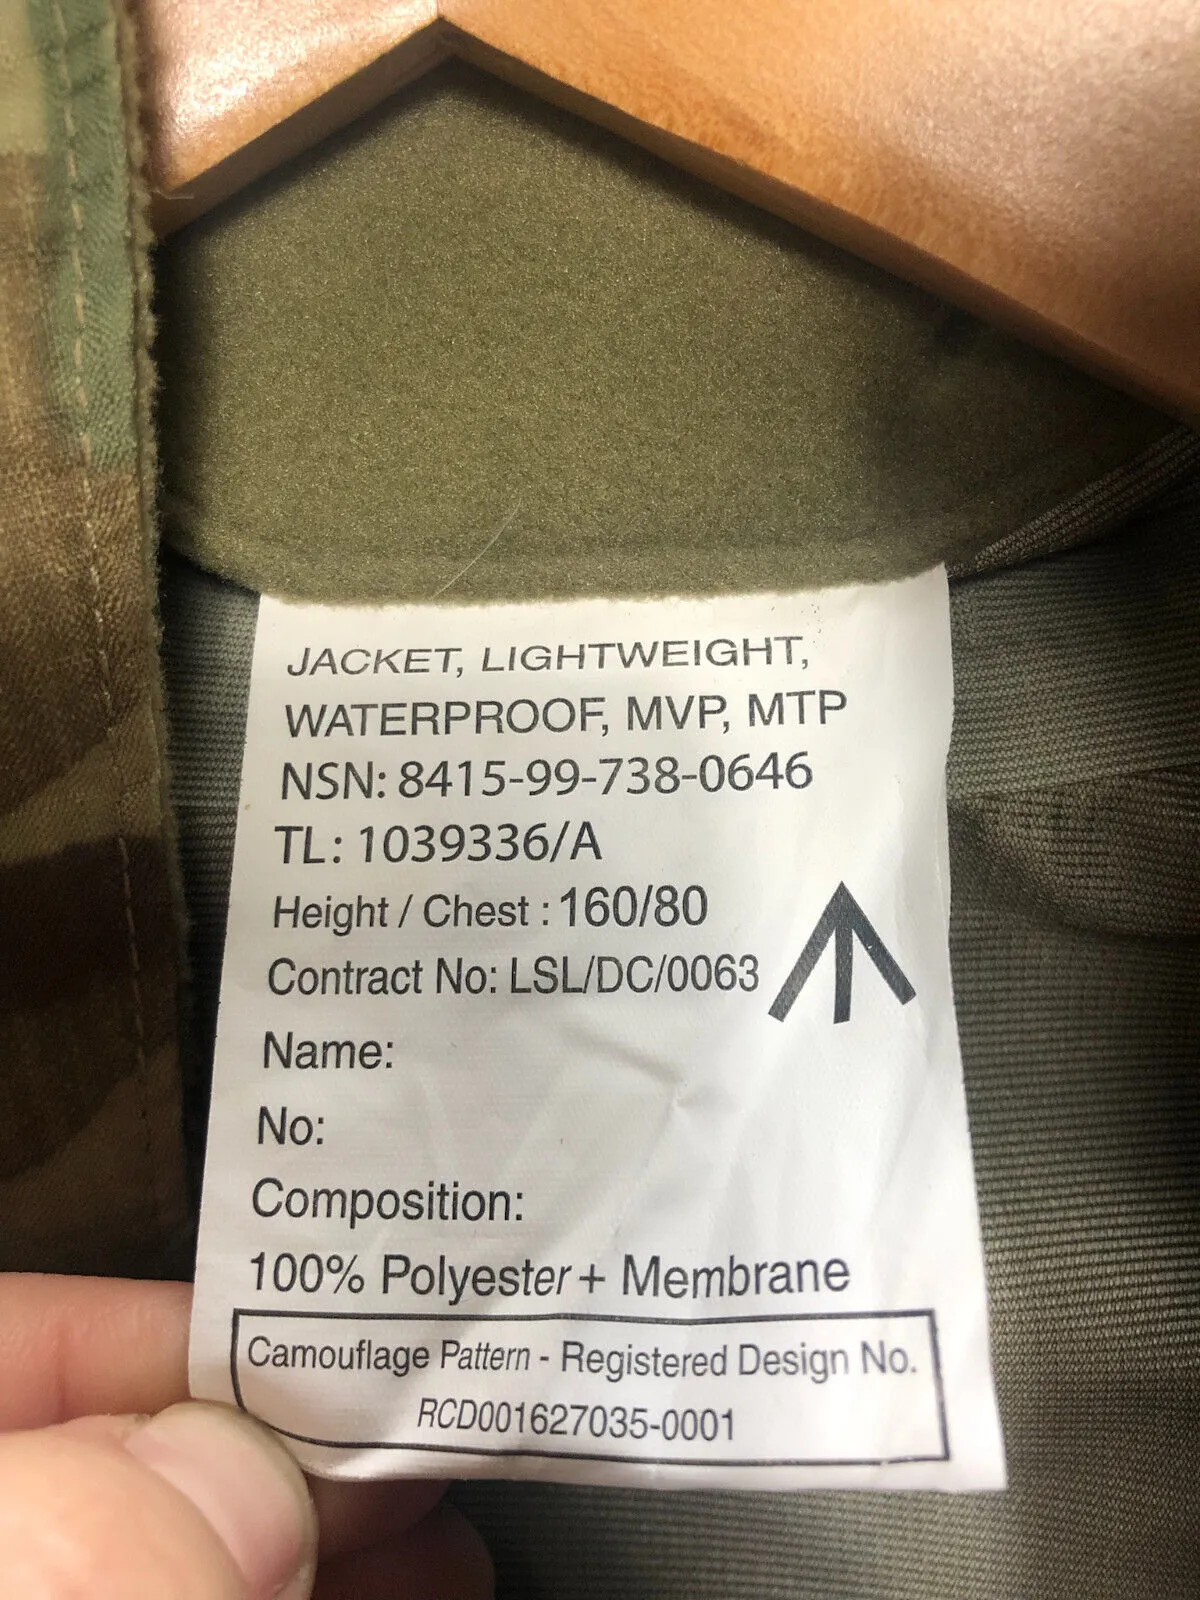 JACKET, LIGHTWEIGHT,
WATERPROOF, MVP, MTP
NSN: 8415-99-738-0646
TL: 1039336/A
Height / Chest : 160/80
Contract No: LSL/DC/0063
Name:
No:
Composition:
100% Polyester + Membrane
Camouflage Pattern - Registered Design No.
RCD001627035-0001